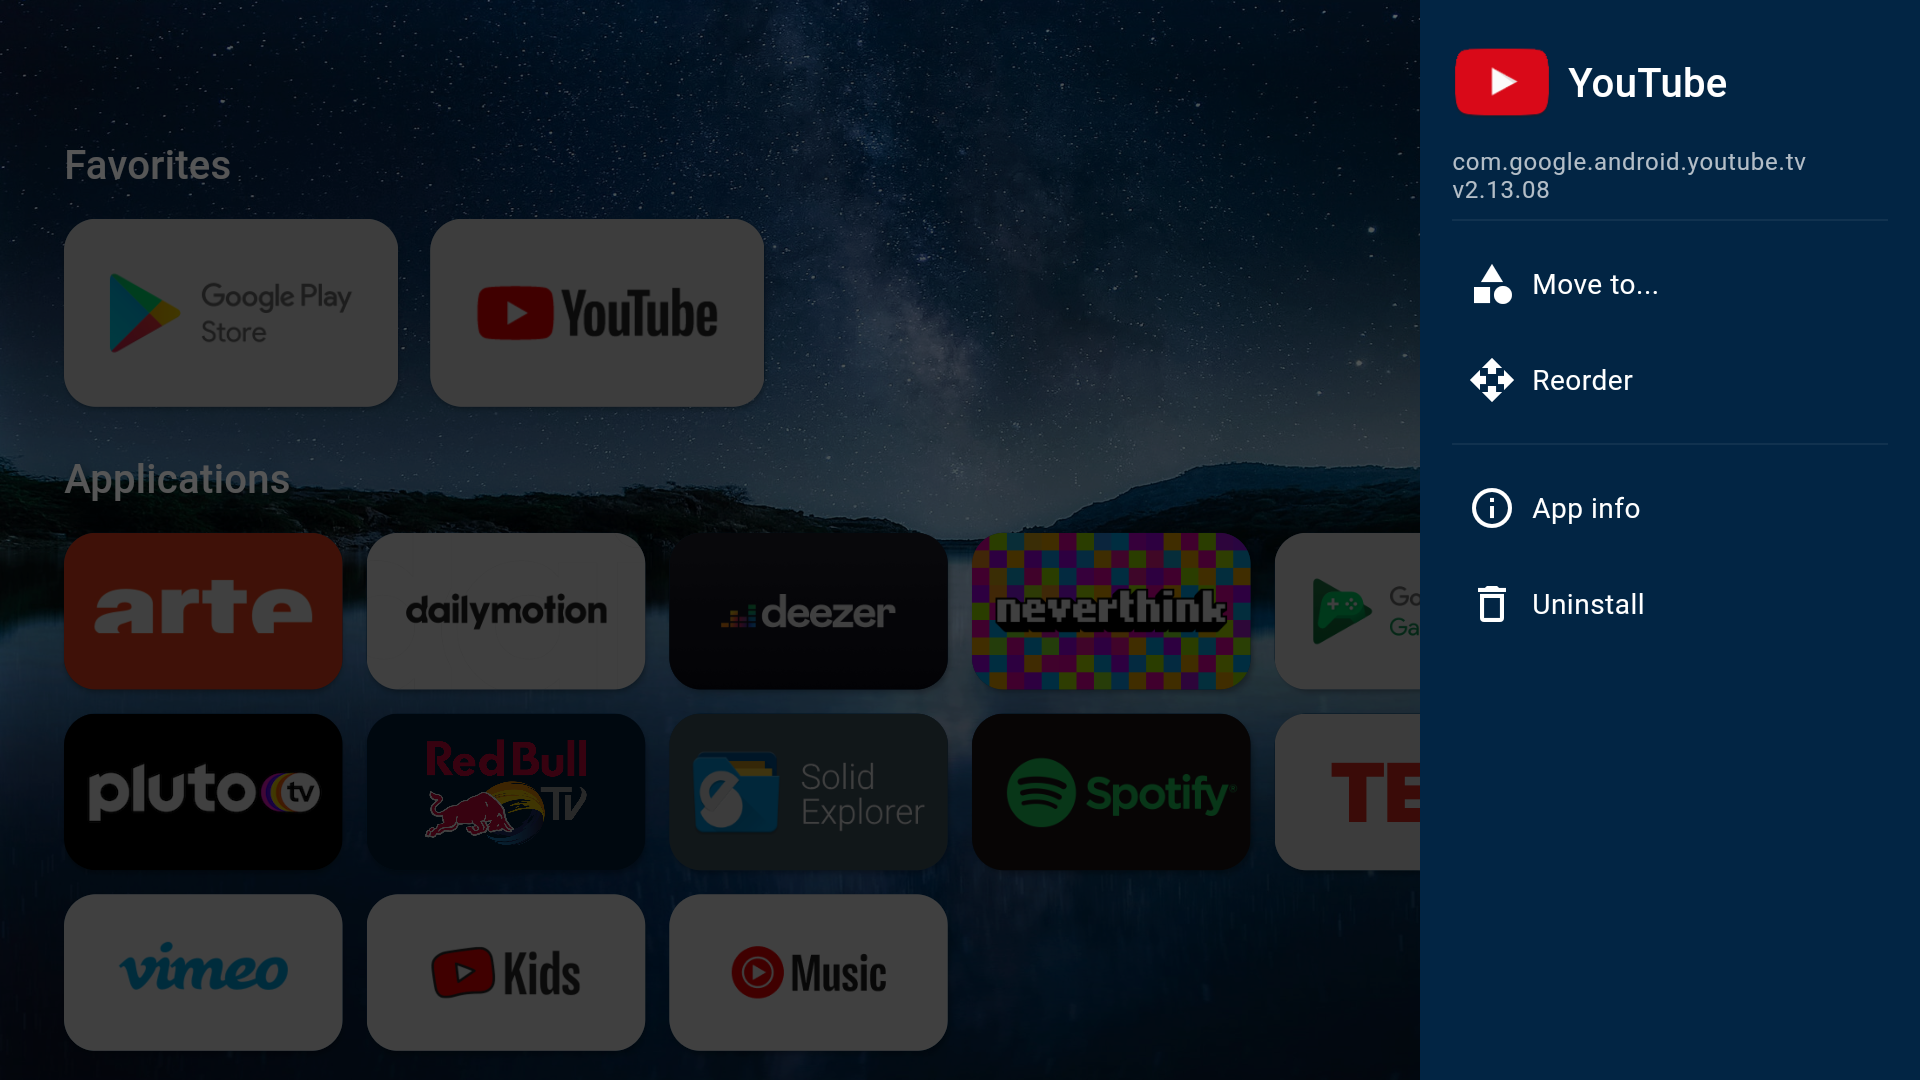 Favorites
Google Play
Store
YouTube
Applications
arte
dailymotion
deezer
neverthink
Go
Ga
pluto tv
Red Bull
TV
Solid
Explorer
Spotify
TE
vimeo
Kids
Music
YouTube
com.google.android.youtube.tv
v2.13.08
Move to...
Reorder
App info
Uninstall